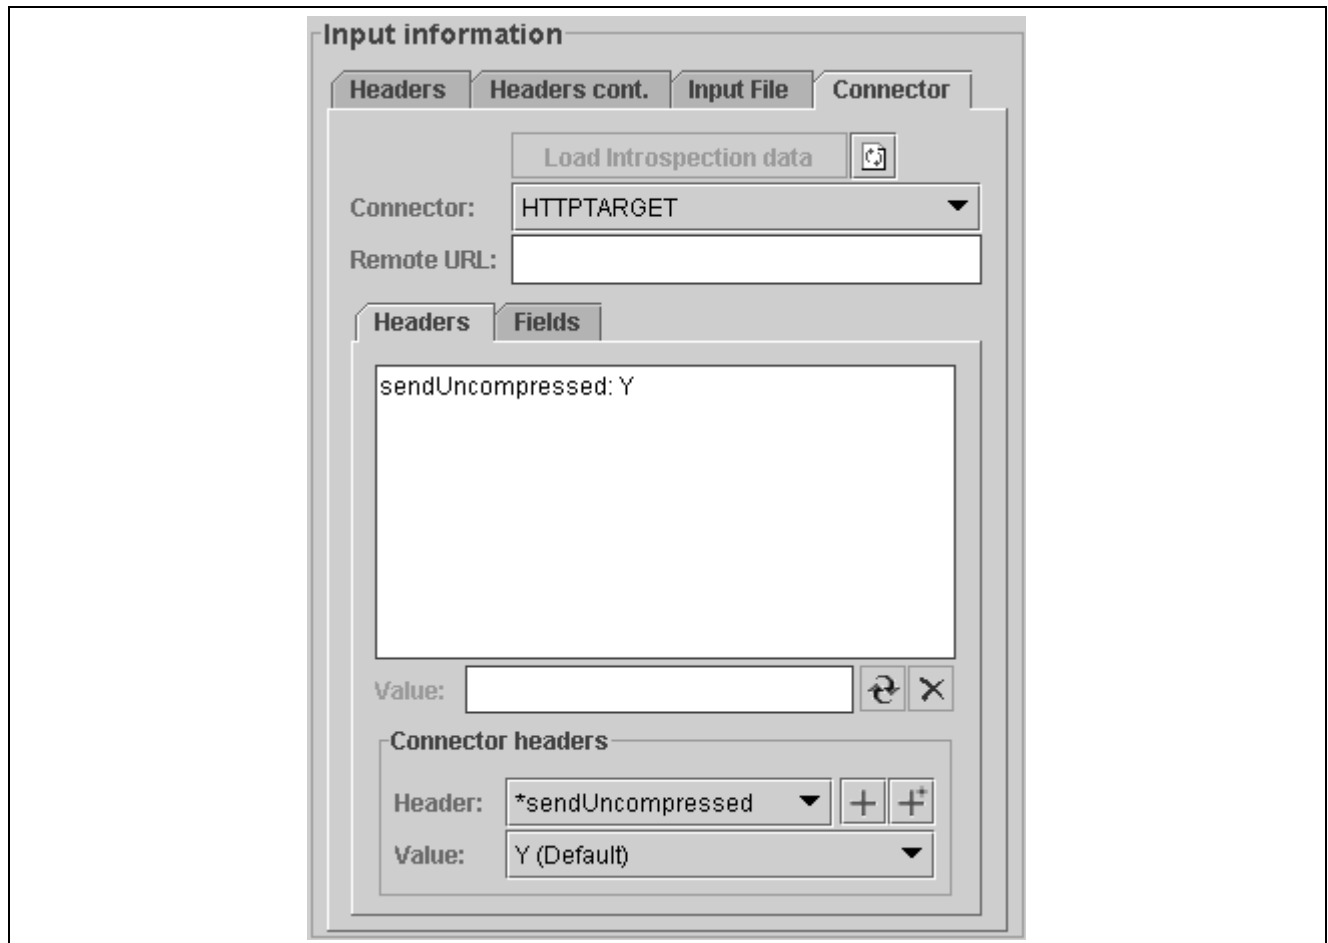 Input information
Headers Headers cont. Input File Connector
Load Introspection data
Connector: HTTPTARGET
Remote URL:
Headers Fields
sendUncompressed: Y
Value:
Connector headers
Header: *sendUncompressed
Value: Y (Default)